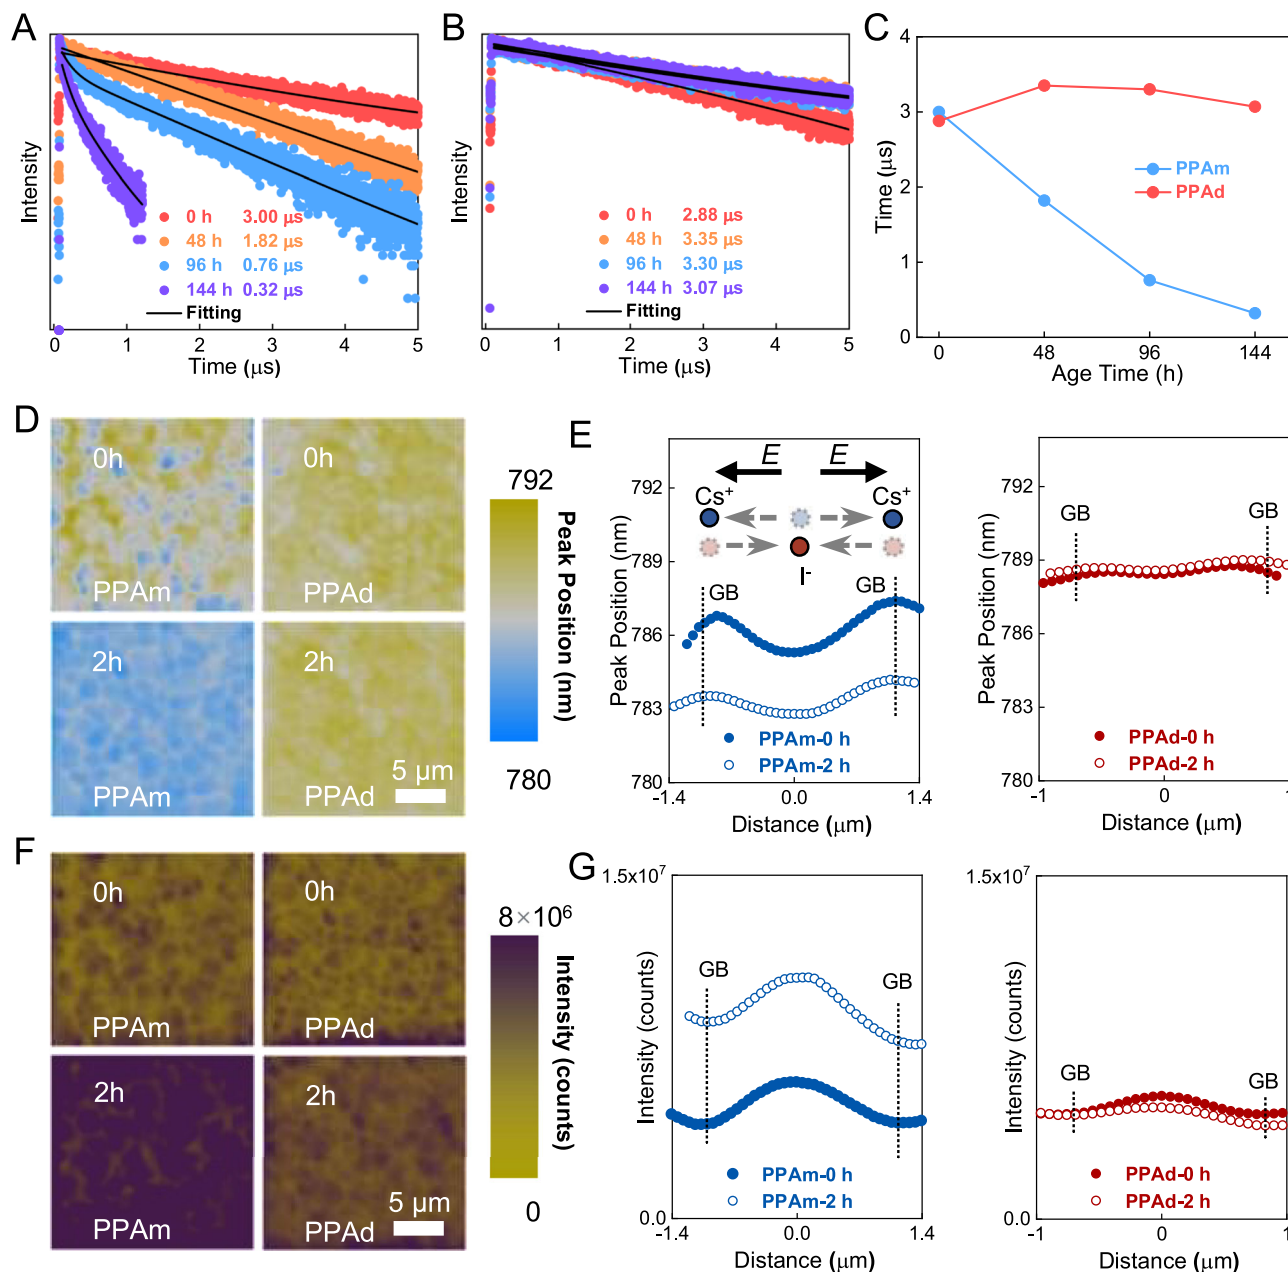 A
Intensity
0 h 3.00 μs
48 h 1.82 μs
96 h 0.76 μs
144 h 0.32 μs
Fitting
0 1 2 3 4 5
Time (μs)
B
Intensity
0 h 2.88 μs
48 h 3.35 μs
96 h 3.30 μs
144 h 3.07 μs
Fitting
0 1 2 3 4 5
Time (μs)
C
Time (μs)
4
3
2
1
0
PPAm
PPAd
0 48 96 144
Age Time (h)
D
0h
PPAm
0h
PPAd
2h
PPAm
2h
PPAd
5 μm
792
Peak Position (nm)
780
E
Peak Position (nm)
792
789
786
783
780
E E
Cs+ Cs+
I-
GB GB
PPAm-0 h
PPAm-2 h
-1.4 0.0 1.4
Distance (μm)
Peak Position (nm)
792
789
786
783
780
GB GB
PPAd-0 h
PPAd-2 h
-1 0 1
Distance (μm)
F
0h
PPAm
0h
PPAd
2h
PPAm
2h
PPAd
5 μm
8×10⁶
Intensity (counts)
0
G
1.5x10⁷
Intensity (counts)
0.0
GB GB
PPAm-0 h
PPAm-2 h
-1.4 0.0 1.4
Distance (μm)
1.5x10⁷
Intensity (counts)
0.0
GB GB
PPAd-0 h
PPAd-2 h
-1 0 1
Distance (μm)